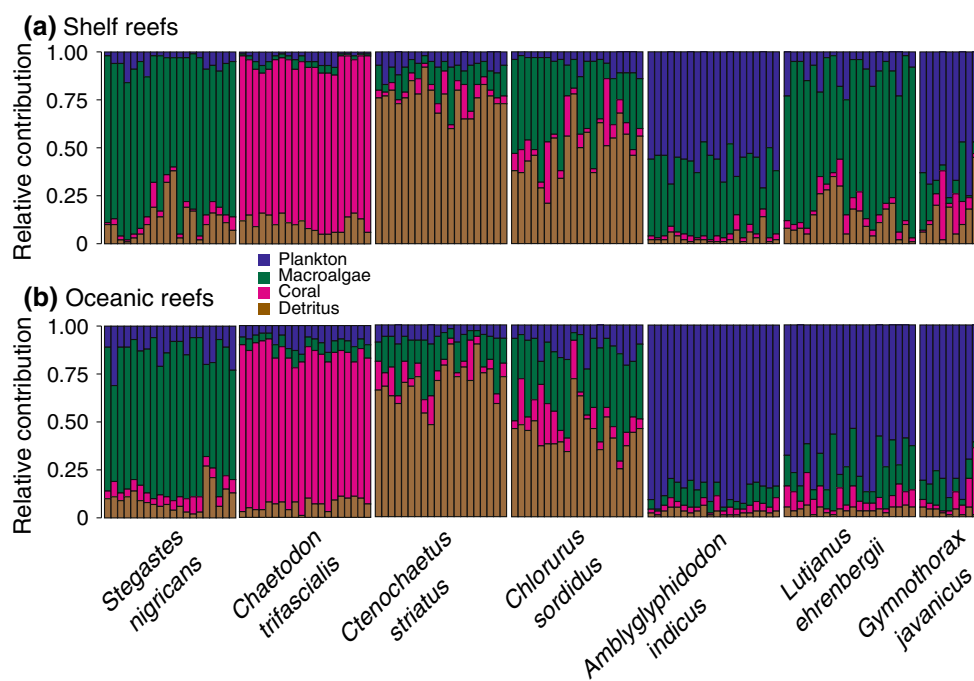 (a) Shelf reefs
Relative contribution
1.00
0.75
0.50
0.25
0
Plankton
Macroalgae
Coral
Detritus
(b) Oceanic reefs
Relative contribution
1.00
0.75
0.50
0.25
0
Stegastes
nigricans
Chaetodon
trifascialis
Ctenochaetus
striatus
Chlorurus
sordidus
Amblyglyphidodon
indicus
Lutjanus
ehrenbergii
Gymnothorax
javanicus